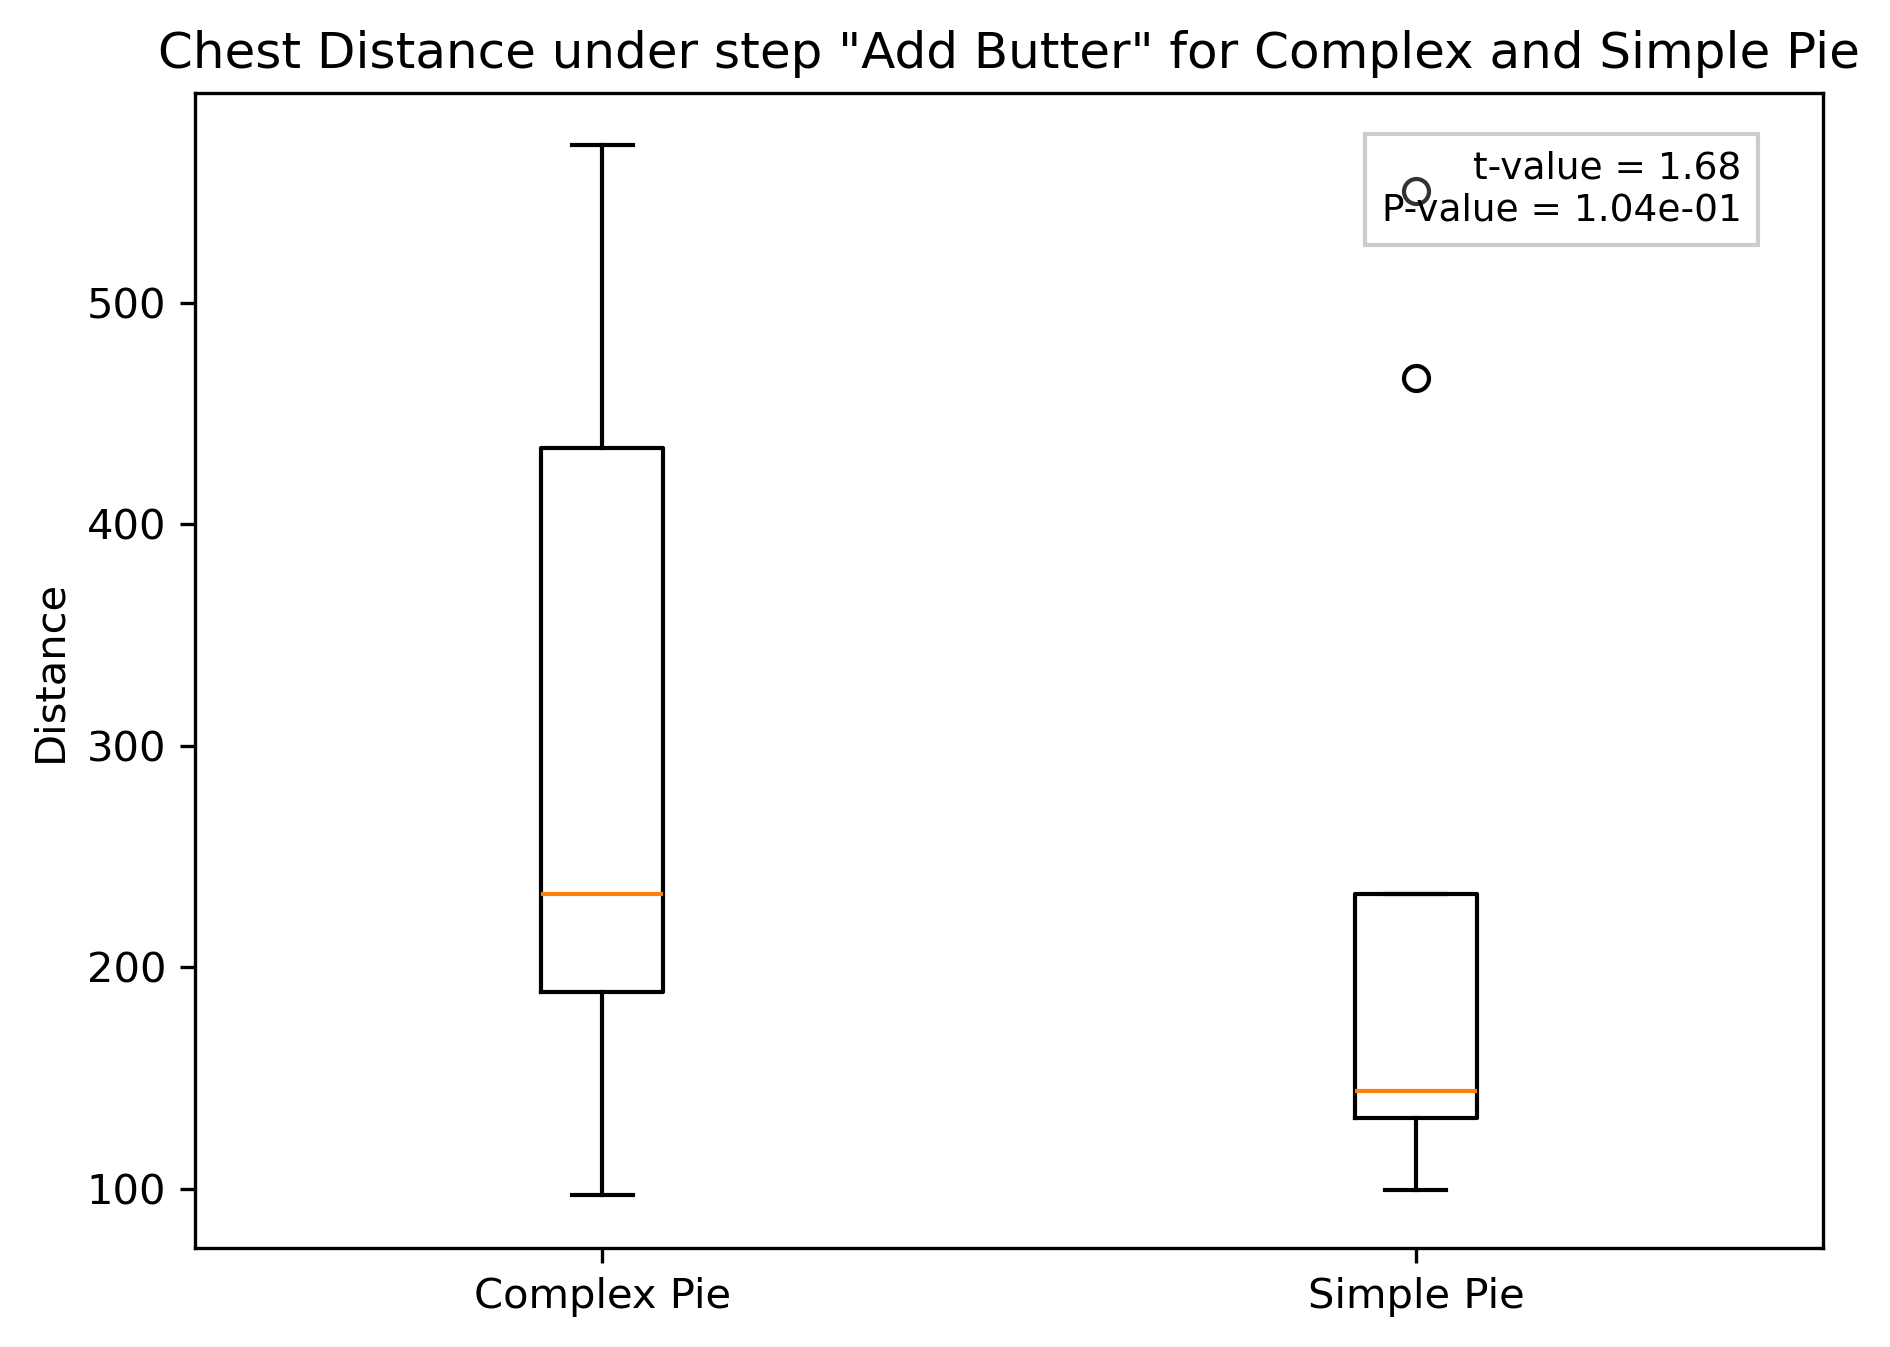 Chest Distance under step "Add Butter" for Complex and Simple Pie
t-value = 1.68
P-value = 1.04e-01
500
400
300
200
100
Distance
Complex Pie
Simple Pie